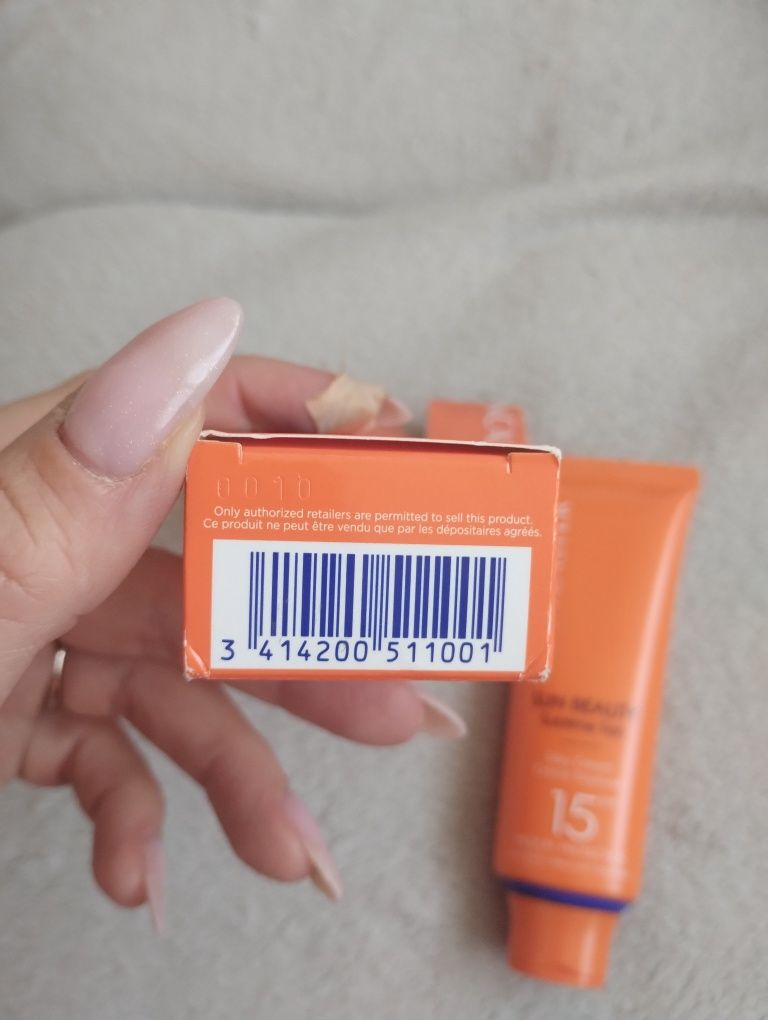 0010
Only authorized retailers are permitted to sell this product.
Ce produit ne peut être vendu que par les dépositaires agréés.
3 414200 511001
SUN BEAUTY
15